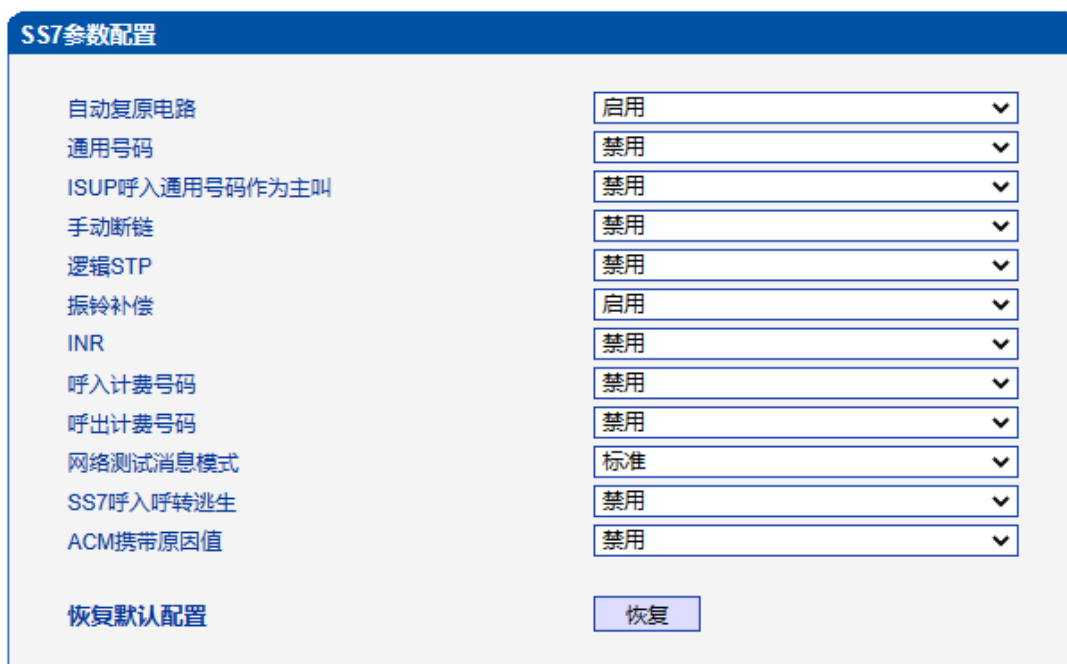 SS7参数配置
自动复原电路 启用
通用号码 禁用
ISUP呼入通用号码作为主叫 禁用
手动断链 禁用
逻辑STP 禁用
振铃补偿 启用
INR 禁用
呼入计费号码 禁用
呼出计费号码 禁用
网络测试消息模式 标准
SS7呼入呼转逃生 禁用
ACM携带原因值 禁用
恢复默认配置 恢复